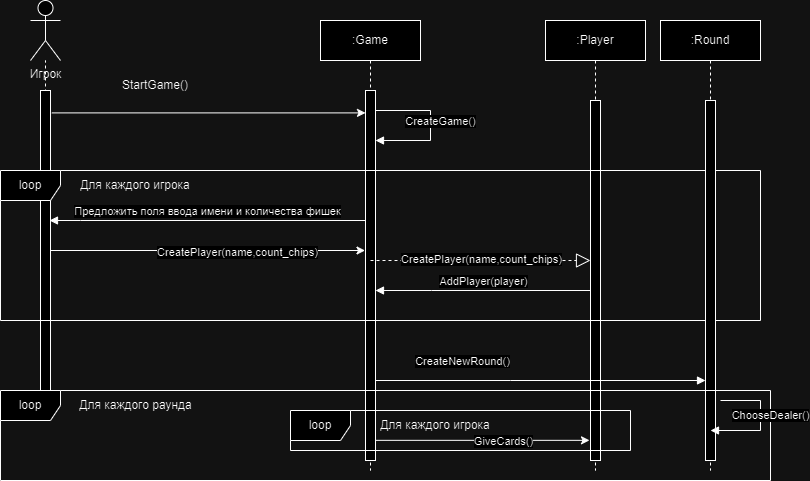 :Game
:Player
:Round
Игрок
StartGame()
CreateGame()
loop
Для каждого игрока
Предложить поля ввода имени и количества фишек
CreatePlayer(name,count_chips)
CreatePlayer(name,count_chips)
AddPlayer(player)
CreateNewRound()
loop
Для каждого раунда
ChooseDealer()
loop
Для каждого игрока
GiveCards()